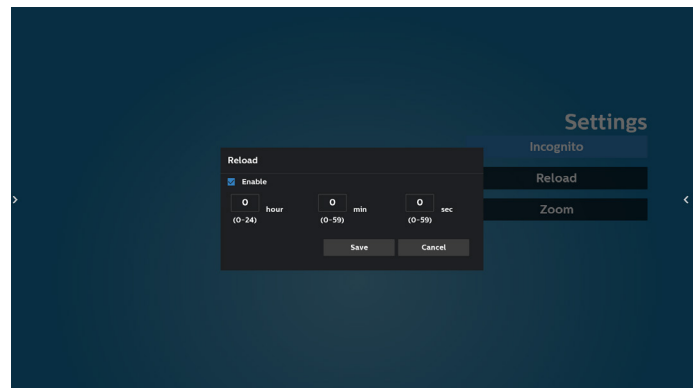 Settings
Incognito
Reload
Zoom
Reload
Enable
0 hour 0 min 0 sec
(0-24) (0-59) (0-59)
Save Cancel